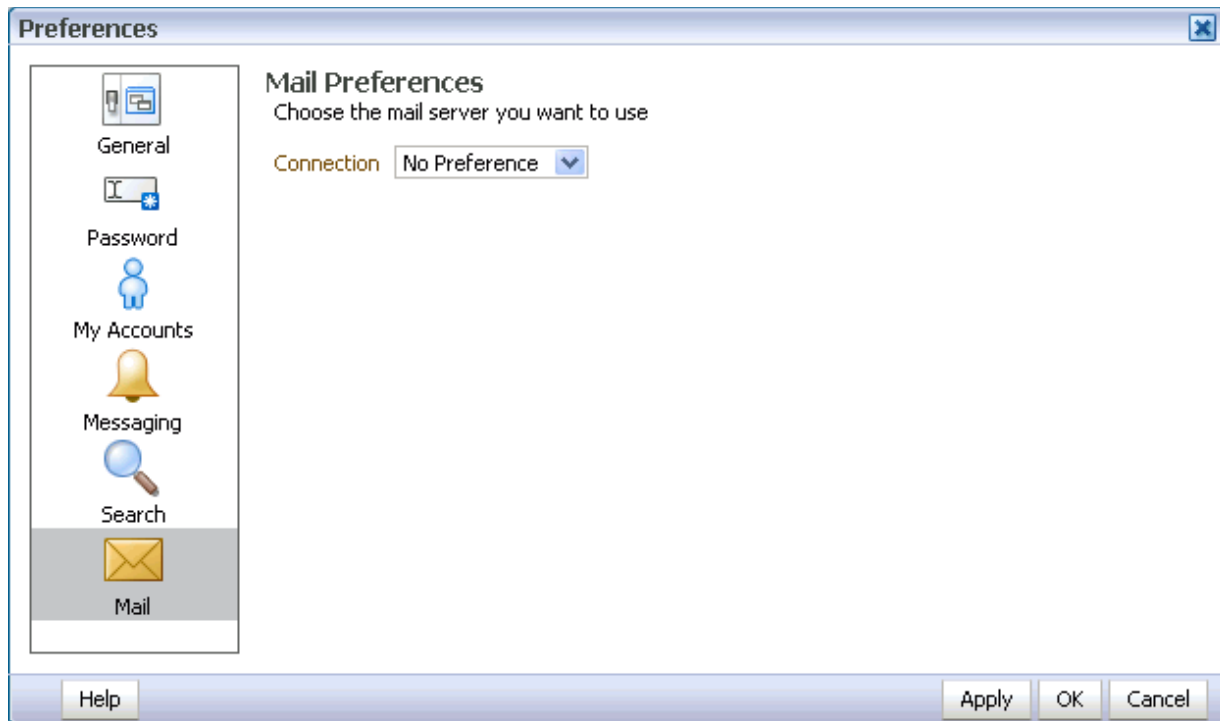 Preferences
General
Password
My Accounts
Messaging
Search
Mail
Mail Preferences
Choose the mail server you want to use
Connection No Preference
Help Apply OK Cancel